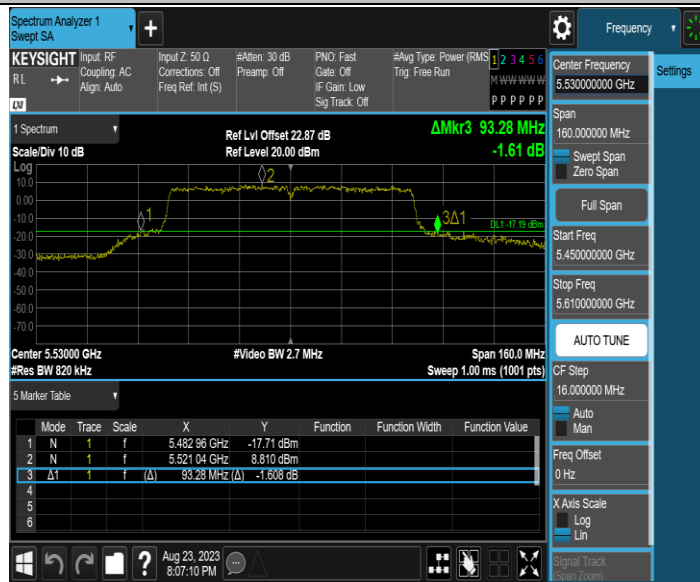 Spectrum Analyzer 1
Swept SA
+
Frequency
KEYSIGHT
RL
LXI
Input: RF
Coupling: AC
Align: Auto
Input Z: 50 Ω
Corrections: Off
Freq Ref: Int (S)
#Atten: 30 dB
Preamp: Off
PNO: Fast
Gate: Off
IF Gain: Low
Sig Track: Off
#Avg Type: Power (RMS
Trig: Free Run
1 2 3 4 5 6
M W W W W W
P P P P P P
Settings
Center Frequency
5.530000000 GHz
Span
160.000000 MHz
Swept Span
Zero Span
Full Span
Start Freq
5.450000000 GHz
Stop Freq
5.610000000 GHz
AUTO TUNE
CF Step
16.000000 MHz
Auto
Man
Freq Offset
0 Hz
X Axis Scale
Log
Lin
Signal Track
(Span Zoom)
1 Spectrum
Scale/Div 10 dB
Ref Lvl Offset 22.87 dB
Ref Level 20.00 dBm
ΔMkr3 93.28 MHz
-1.61 dB
Log
10.0
0.00
-10.0
-20.0
-30.0
-40.0
-50.0
-60.0
-70.0
1
2
3Δ1
DL1 -17.19 dBm
Center 5.53000 GHz
#Res BW 820 kHz
#Video BW 2.7 MHz
Span 160.0 MHz
Sweep 1.00 ms (1001 pts)
5 Marker Table
Mode Trace Scale X Y Function Function Width Function Value
1 N 1 f 5.482 96 GHz -17.71 dBm
2 N 1 f 5.521 04 GHz 8.810 dBm
3 Δ1 1 f (Δ) 93.28 MHz (Δ) -1.608 dB
4
5
6
?
Aug 23, 2023
8:07:10 PM